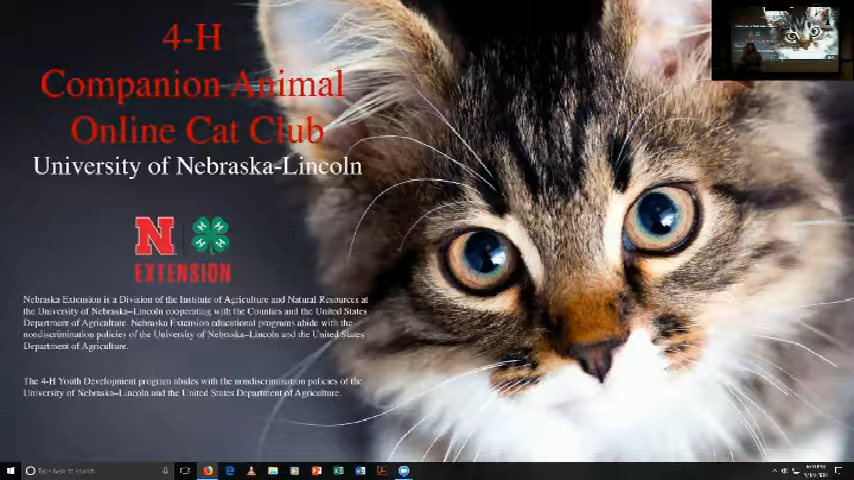 4-H
Companion Animal
Online Cat Club
University of Nebraska-Lincoln
N
H H H H
EXTENSION
Nebraska Extension is a Division of the Institute of Agriculture and Natural Resources at
the University of Nebraska–Lincoln cooperating with the Counties and the United States
Department of Agriculture. Nebraska Extension educational programs abide with the
nondiscrimination policies of the University of Nebraska–Lincoln and the United States
Department of Agriculture.
The 4-H Youth Development program abides with the nondiscrimination policies of the
University of Nebraska–Lincoln and the United States Department of Agriculture.
Type here to search